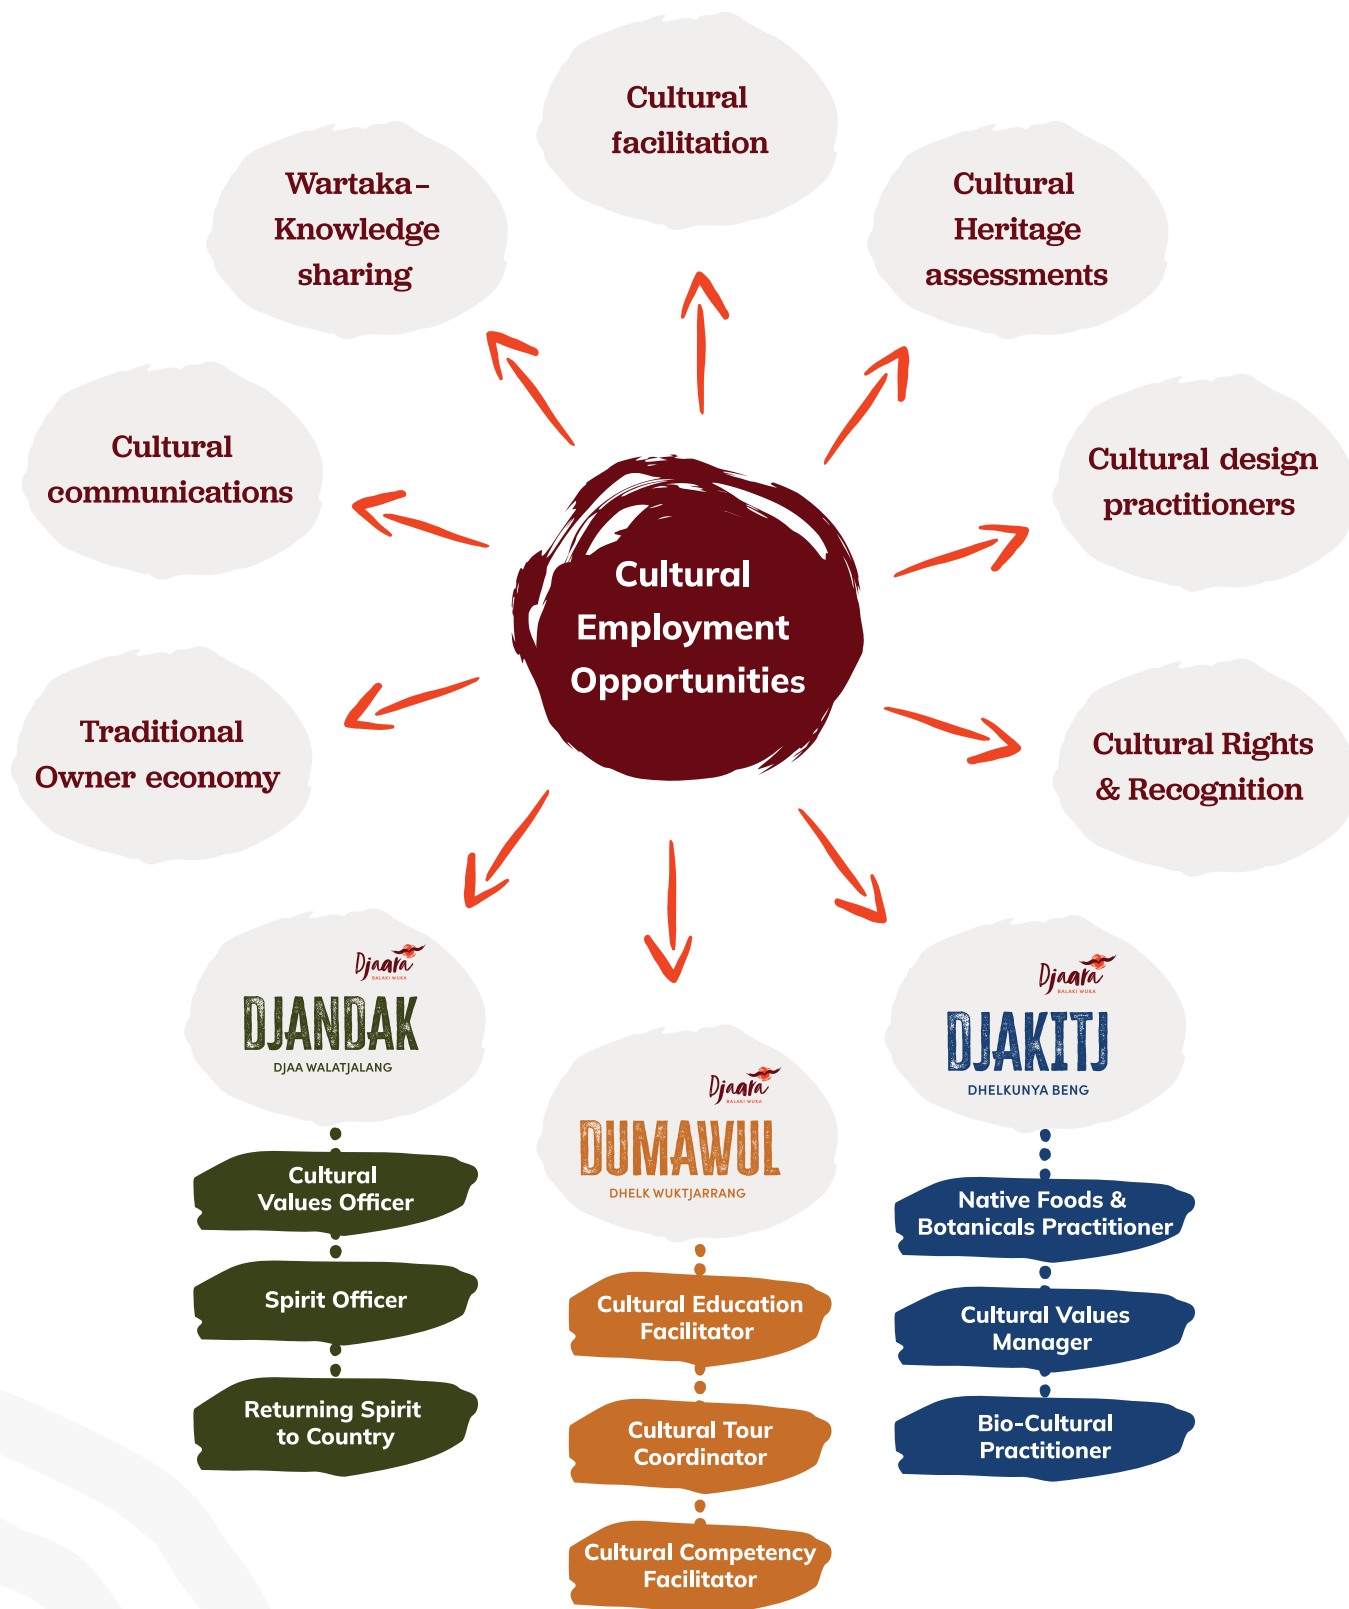 Cultural
facilitation
Wartaka–
Knowledge
sharing
Cultural
Heritage
assessments
Cultural
communications
Cultural design
practitioners
Cultural
Employment
Opportunities
Traditional
Owner economy
Cultural Rights
& Recognition
Djaara
BALAKI WUKA
DJANDAK
DJAA WALATJALANG
Cultural
Values Officer
Spirit Officer
Returning Spirit
to Country
Djaara
BALAKI WUKA
DUMAWUL
DHELK WUKTJARRANG
Cultural Education
Facilitator
Cultural Tour
Coordinator
Cultural Competency
Facilitator
Djaara
BALAKI WUKA
DJAKITJ
DHELKUNYA BENG
Native Foods &
Botanicals Practitioner
Cultural Values
Manager
Bio-Cultural
Practitioner